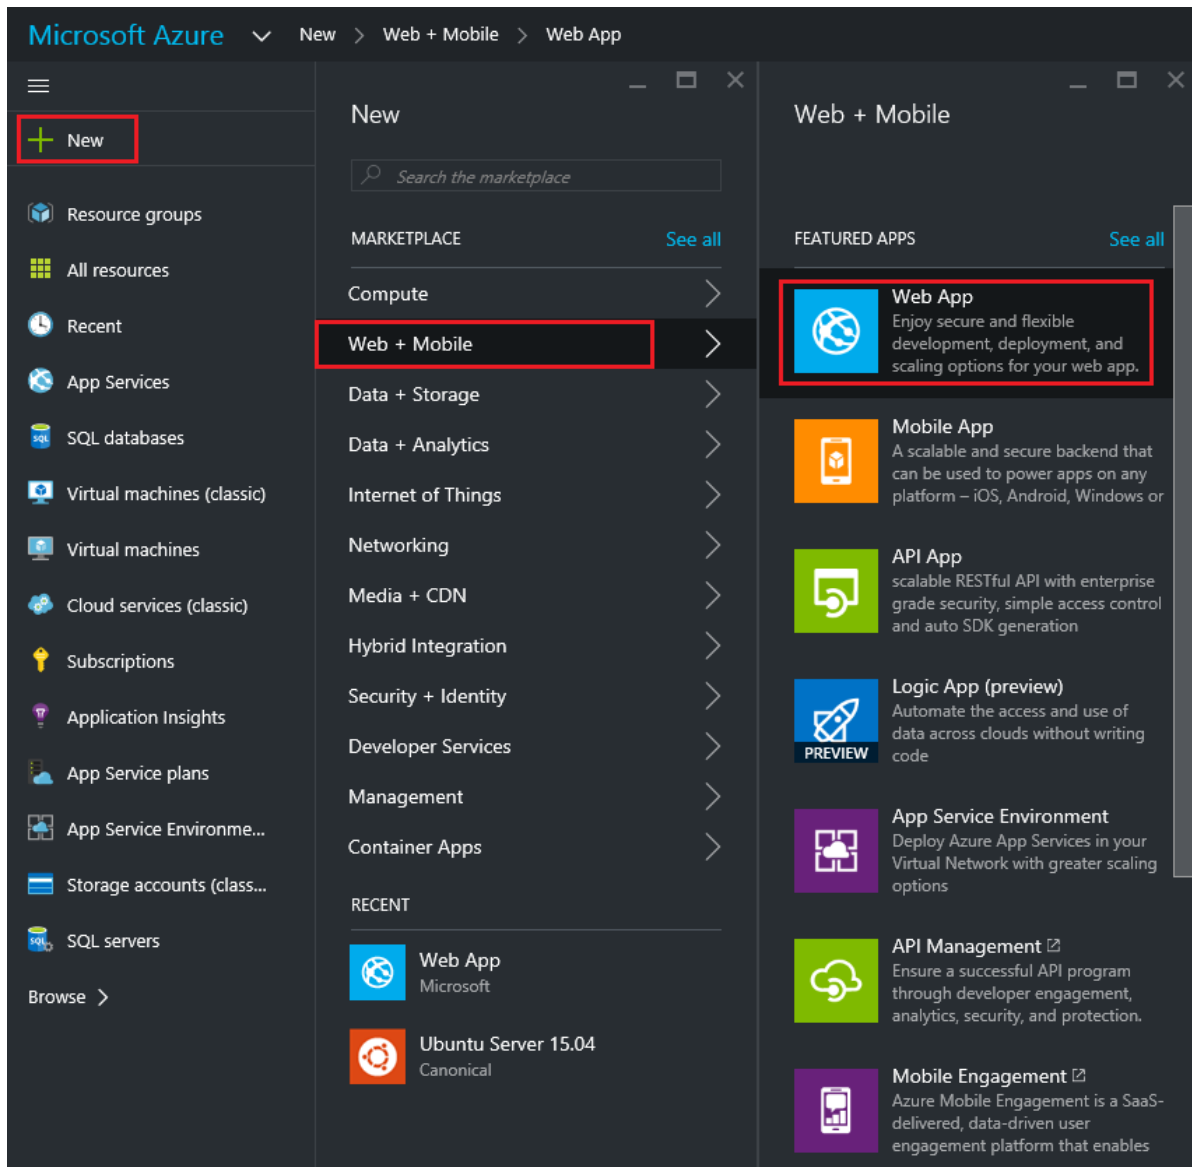 Microsoft Azure New > Web + Mobile > Web App
New
Resource groups
All resources
Recent
App Services
SQL databases
Virtual machines (classic)
Virtual machines
Cloud services (classic)
Subscriptions
Application Insights
App Service plans
App Service Environme...
Storage accounts (class...
SQL servers
Browse >
New
Search the marketplace
MARKETPLACE See all
Compute
Web + Mobile
Data + Storage
Data + Analytics
Internet of Things
Networking
Media + CDN
Hybrid Integration
Security + Identity
Developer Services
Management
Container Apps
RECENT
Web App
Microsoft
Ubuntu Server 15.04
Canonical
Web + Mobile
FEATURED APPS See all
Web App
Enjoy secure and flexible
development, deployment, and
scaling options for your web app.
Mobile App
A scalable and secure backend that
can be used to power apps on any
platform – iOS, Android, Windows or
API App
scalable RESTful API with enterprise
grade security, simple access control
and auto SDK generation
PREVIEW
Logic App (preview)
Automate the access and use of
data across clouds without writing
code
App Service Environment
Deploy Azure App Services in your
Virtual Network with greater scaling
options
API Management
Ensure a successful API program
through developer engagement,
analytics, security, and protection.
Mobile Engagement
Azure Mobile Engagement is a SaaS-
delivered, data-driven user
engagement platform that enables